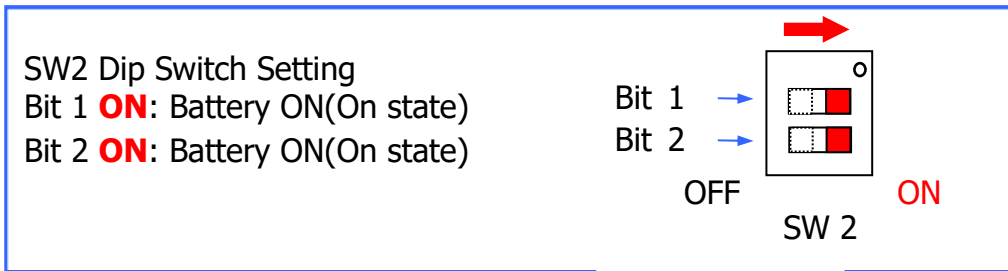 SW2 Dip Switch Setting
Bit 1 ON: Battery ON(On state)
Bit 2 ON: Battery ON(On state)
Bit 1
Bit 2
OFF
ON
SW 2